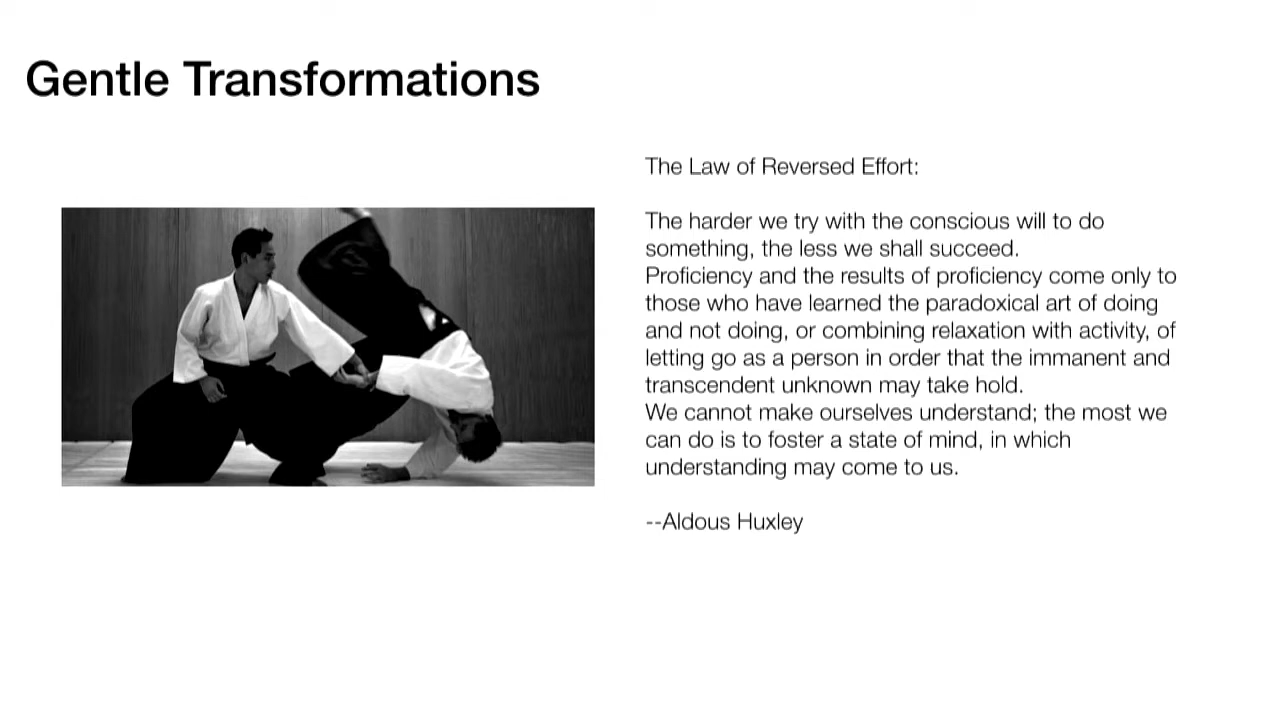 Gentle Transformations
The Law of Reversed Effort:
The harder we try with the conscious will to do
something, the less we shall succeed.
Proficiency and the results of proficiency come only to
those who have learned the paradoxical art of doing
and not doing, or combining relaxation with activity, of
letting go as a person in order that the immanent and
transcendent unknown may take hold.
We cannot make ourselves understand; the most we
can do is to foster a state of mind, in which
understanding may come to us.
--Aldous Huxley